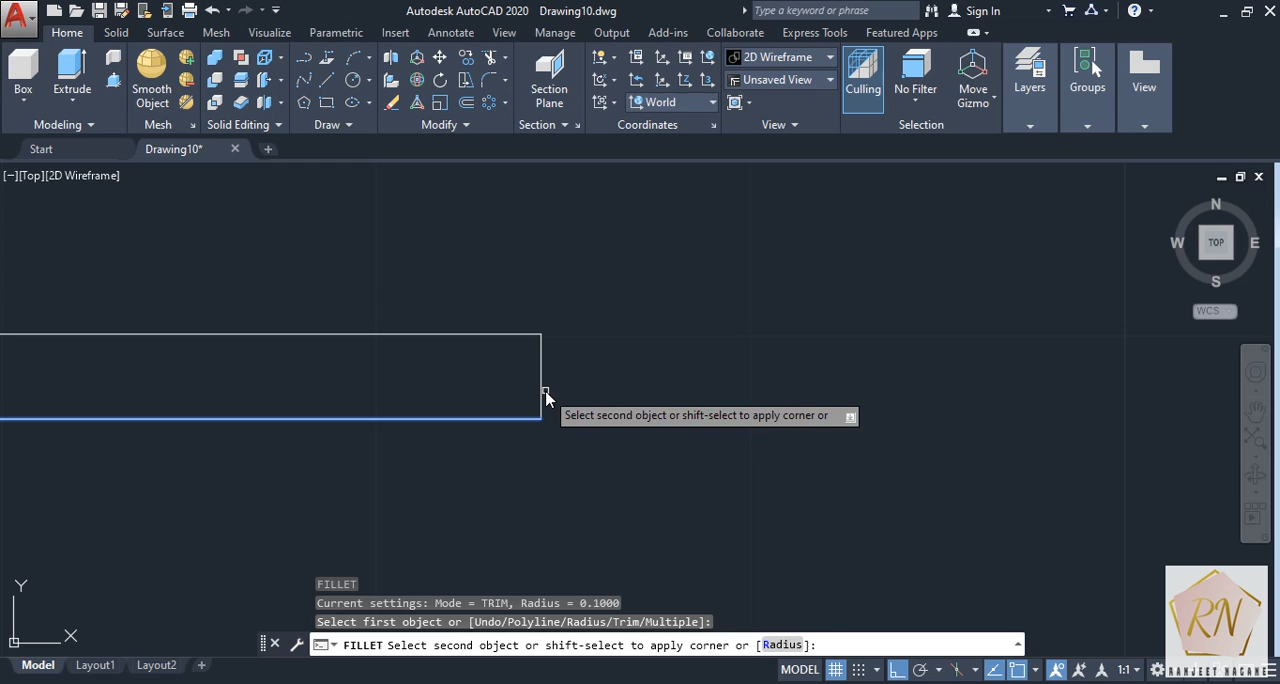 Autodesk AutoCAD 2020 Drawing10.dwg
Type a keyword or phrase
Sign In
Home Solid Surface Mesh Visualize Parametric Insert Annotate View Manage Output Add-ins Collaborate Express Tools Featured Apps
2D Wireframe
Unsaved View
World
Box Extrude Smooth Object Section Plane Culling No Filter Move Gizmo Layers Groups View
Modeling Mesh Solid Editing Draw Modify Section Coordinates View Selection
Start Drawing10*
[−][Top][2D Wireframe]
N
W TOP E
S
WCS
Select second object or shift-select to apply corner or
Y
X
FILLET
Current settings: Mode = TRIM, Radius = 0.1000
Select first object or [Undo/Polyline/Radius/Trim/Multiple]:
FILLET Select second object or shift-select to apply corner or [Radius]:
RN
RANJEET NAGANE
Model Layout1 Layout2
MODEL 1:1